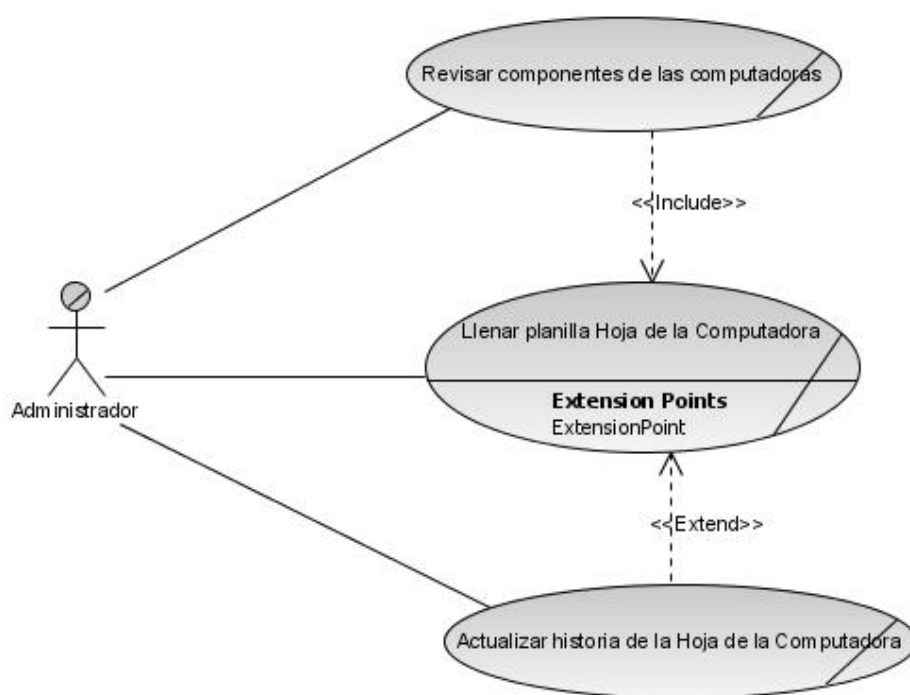 Revisar componentes de las computadoras
<<Include>>
Llenar planilla Hoja de la Computadora
Extension Points
ExtensionPoint
Administrador
<<Extend>>
Actualizar historia de la Hoja de la Computadora